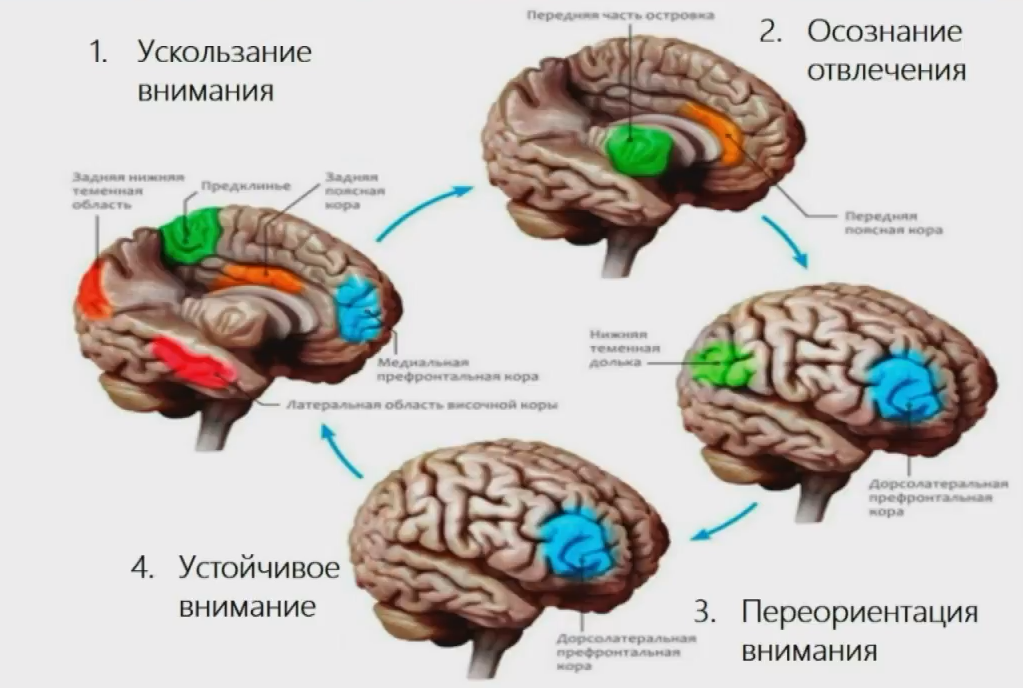 1. Ускользание
внимания
Задняя нижняя
теменная
область
Предклинье
Задняя
поясная
кора
Медиальная
префронтальная кора
Латеральная область височной коры
Передняя часть островка
2. Осознание
отвлечения
Передняя
поясная кора
Нижняя
теменная
долька
Дорсолатеральная
префронтальная
кора
3. Переориентация
внимания
4. Устойчивое
внимание
Дорсолатеральная
префронтальная
кора